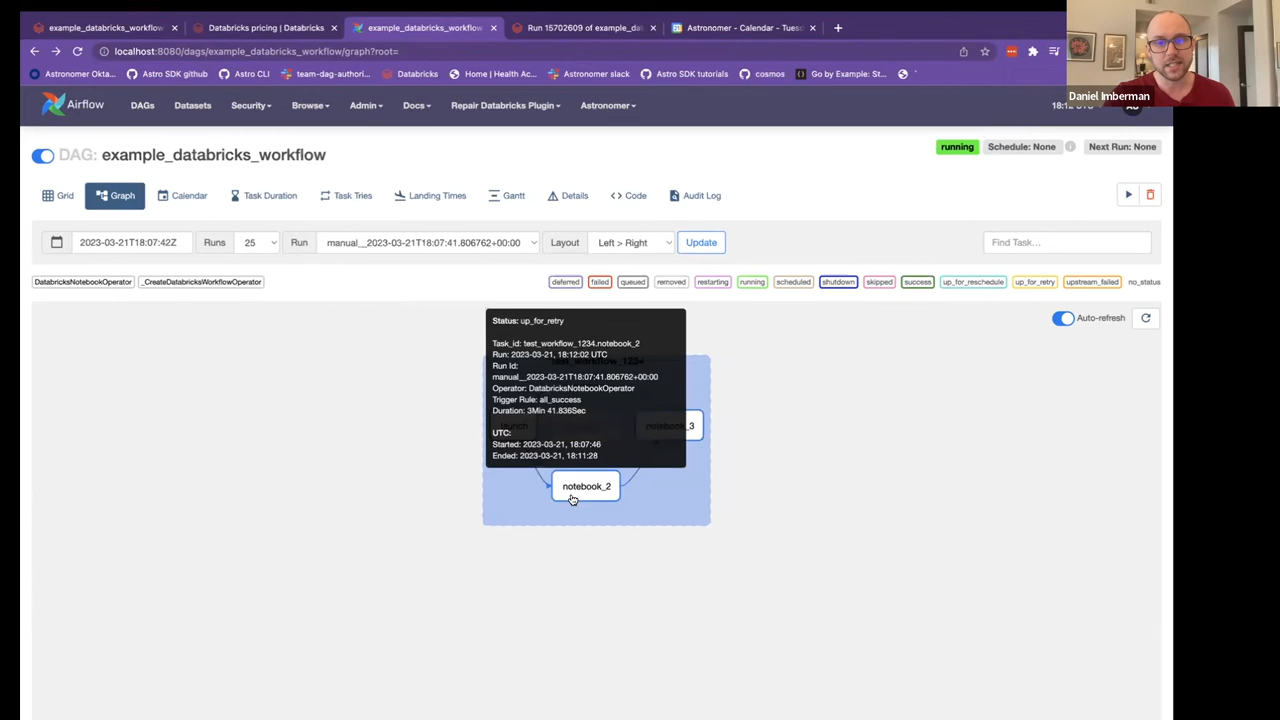 example_databricks_workflow
Databricks pricing | Databricks
example_databricks_workflow
Run 15702609 of example_da
Astronomer - Calendar - Tues
localhost:8080/dags/example_databricks_workflow/graph?root=
Astronomer Okta...
Astro SDK github
Astro CLI
team-dag-authori...
Databricks
Home | Health Ac...
Astronomer slack
Astro SDK tutorials
cosmos
Go by Example: St...
Daniel Imberman
Airflow
DAGs
Datasets
Security
Browse
Admin
Docs
Repair Databricks Plugin
Astronomer
DAG: example_databricks_workflow
running
Schedule: None
Next Run: None
Grid
Graph
Calendar
Task Duration
Task Tries
Landing Times
Gantt
Details
<> Code
Audit Log
2023-03-21T18:07:42Z
Runs
25
Run
manual__2023-03-21T18:07:41.806762+00:00
Layout
Left > Right
Update
Find Task...
DatabricksNotebookOperator
_CreateDatabricksWorkflowOperator
deferred
failed
queued
removed
restarting
running
scheduled
shutdown
skipped
success
up_for_reschedule
up_for_retry
upstream_failed
no_status
Auto-refresh
Status: up_for_retry
Task_id: test_workflow_1234.notebook_2
Run: 2023-03-21, 18:12:02 UTC
Run Id:
manual__2023-03-21T18:07:41.806762+00:00
Operator: DatabricksNotebookOperator
Trigger Rule: all_success
Duration: 3Min 41.836Sec
UTC:
Started: 2023-03-21, 18:07:46
Ended: 2023-03-21, 18:11:28
launch
notebook_3
notebook_2